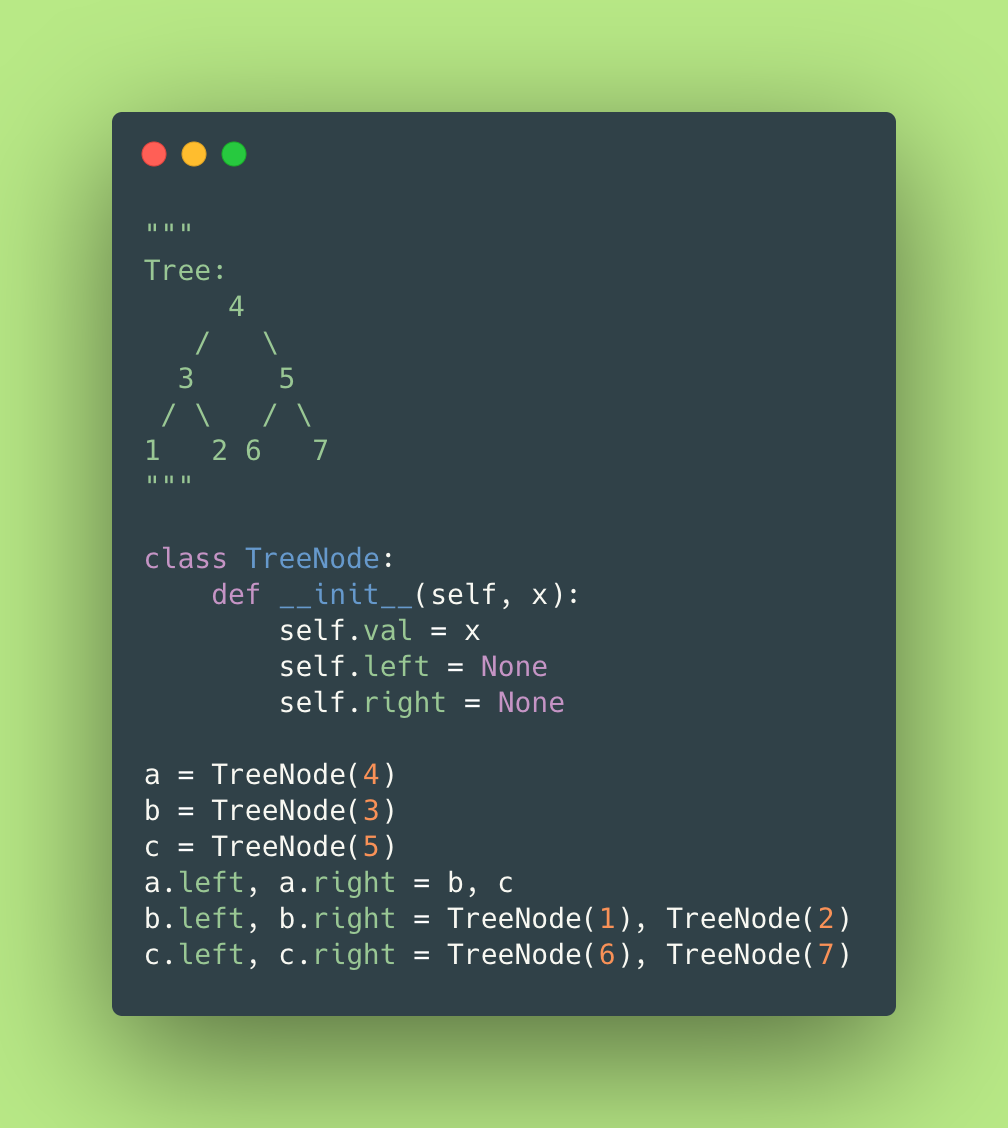 """
Tree:
     4
   /   \
  3     5
 / \   / \
1   2 6   7
"""

class TreeNode:
    def __init__(self, x):
        self.val = x
        self.left = None
        self.right = None

a = TreeNode(4)
b = TreeNode(3)
c = TreeNode(5)
a.left, a.right = b, c
b.left, b.right = TreeNode(1), TreeNode(2)
c.left, c.right = TreeNode(6), TreeNode(7)